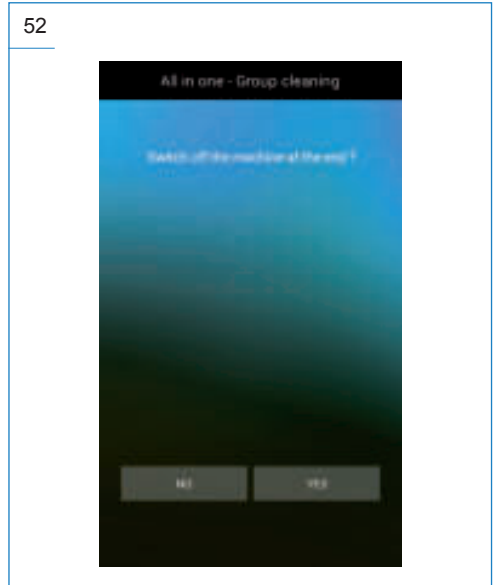 52
All in one - Group cleaning
Switch off the machine at the end?
NO
YES